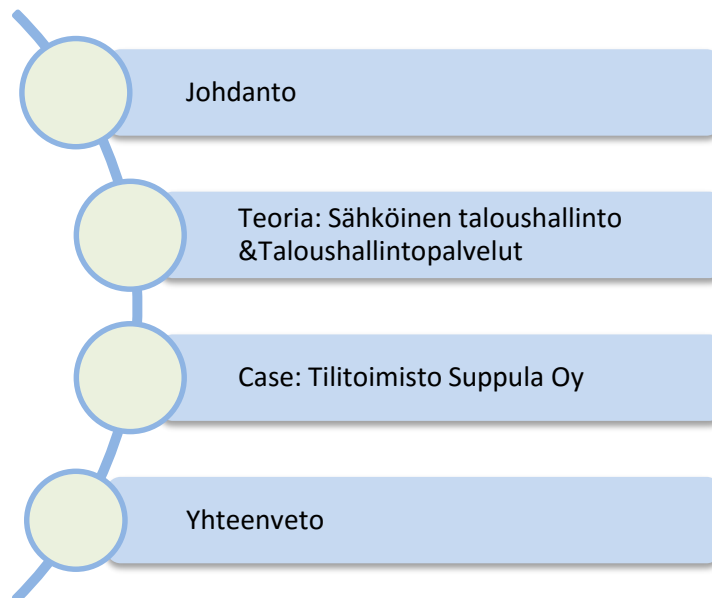 Johdanto
Teoria: Sähköinen taloushallinto
&Taloushallintopalvelut
Case: Tilitoimisto Suppula Oy
Yhteenveto